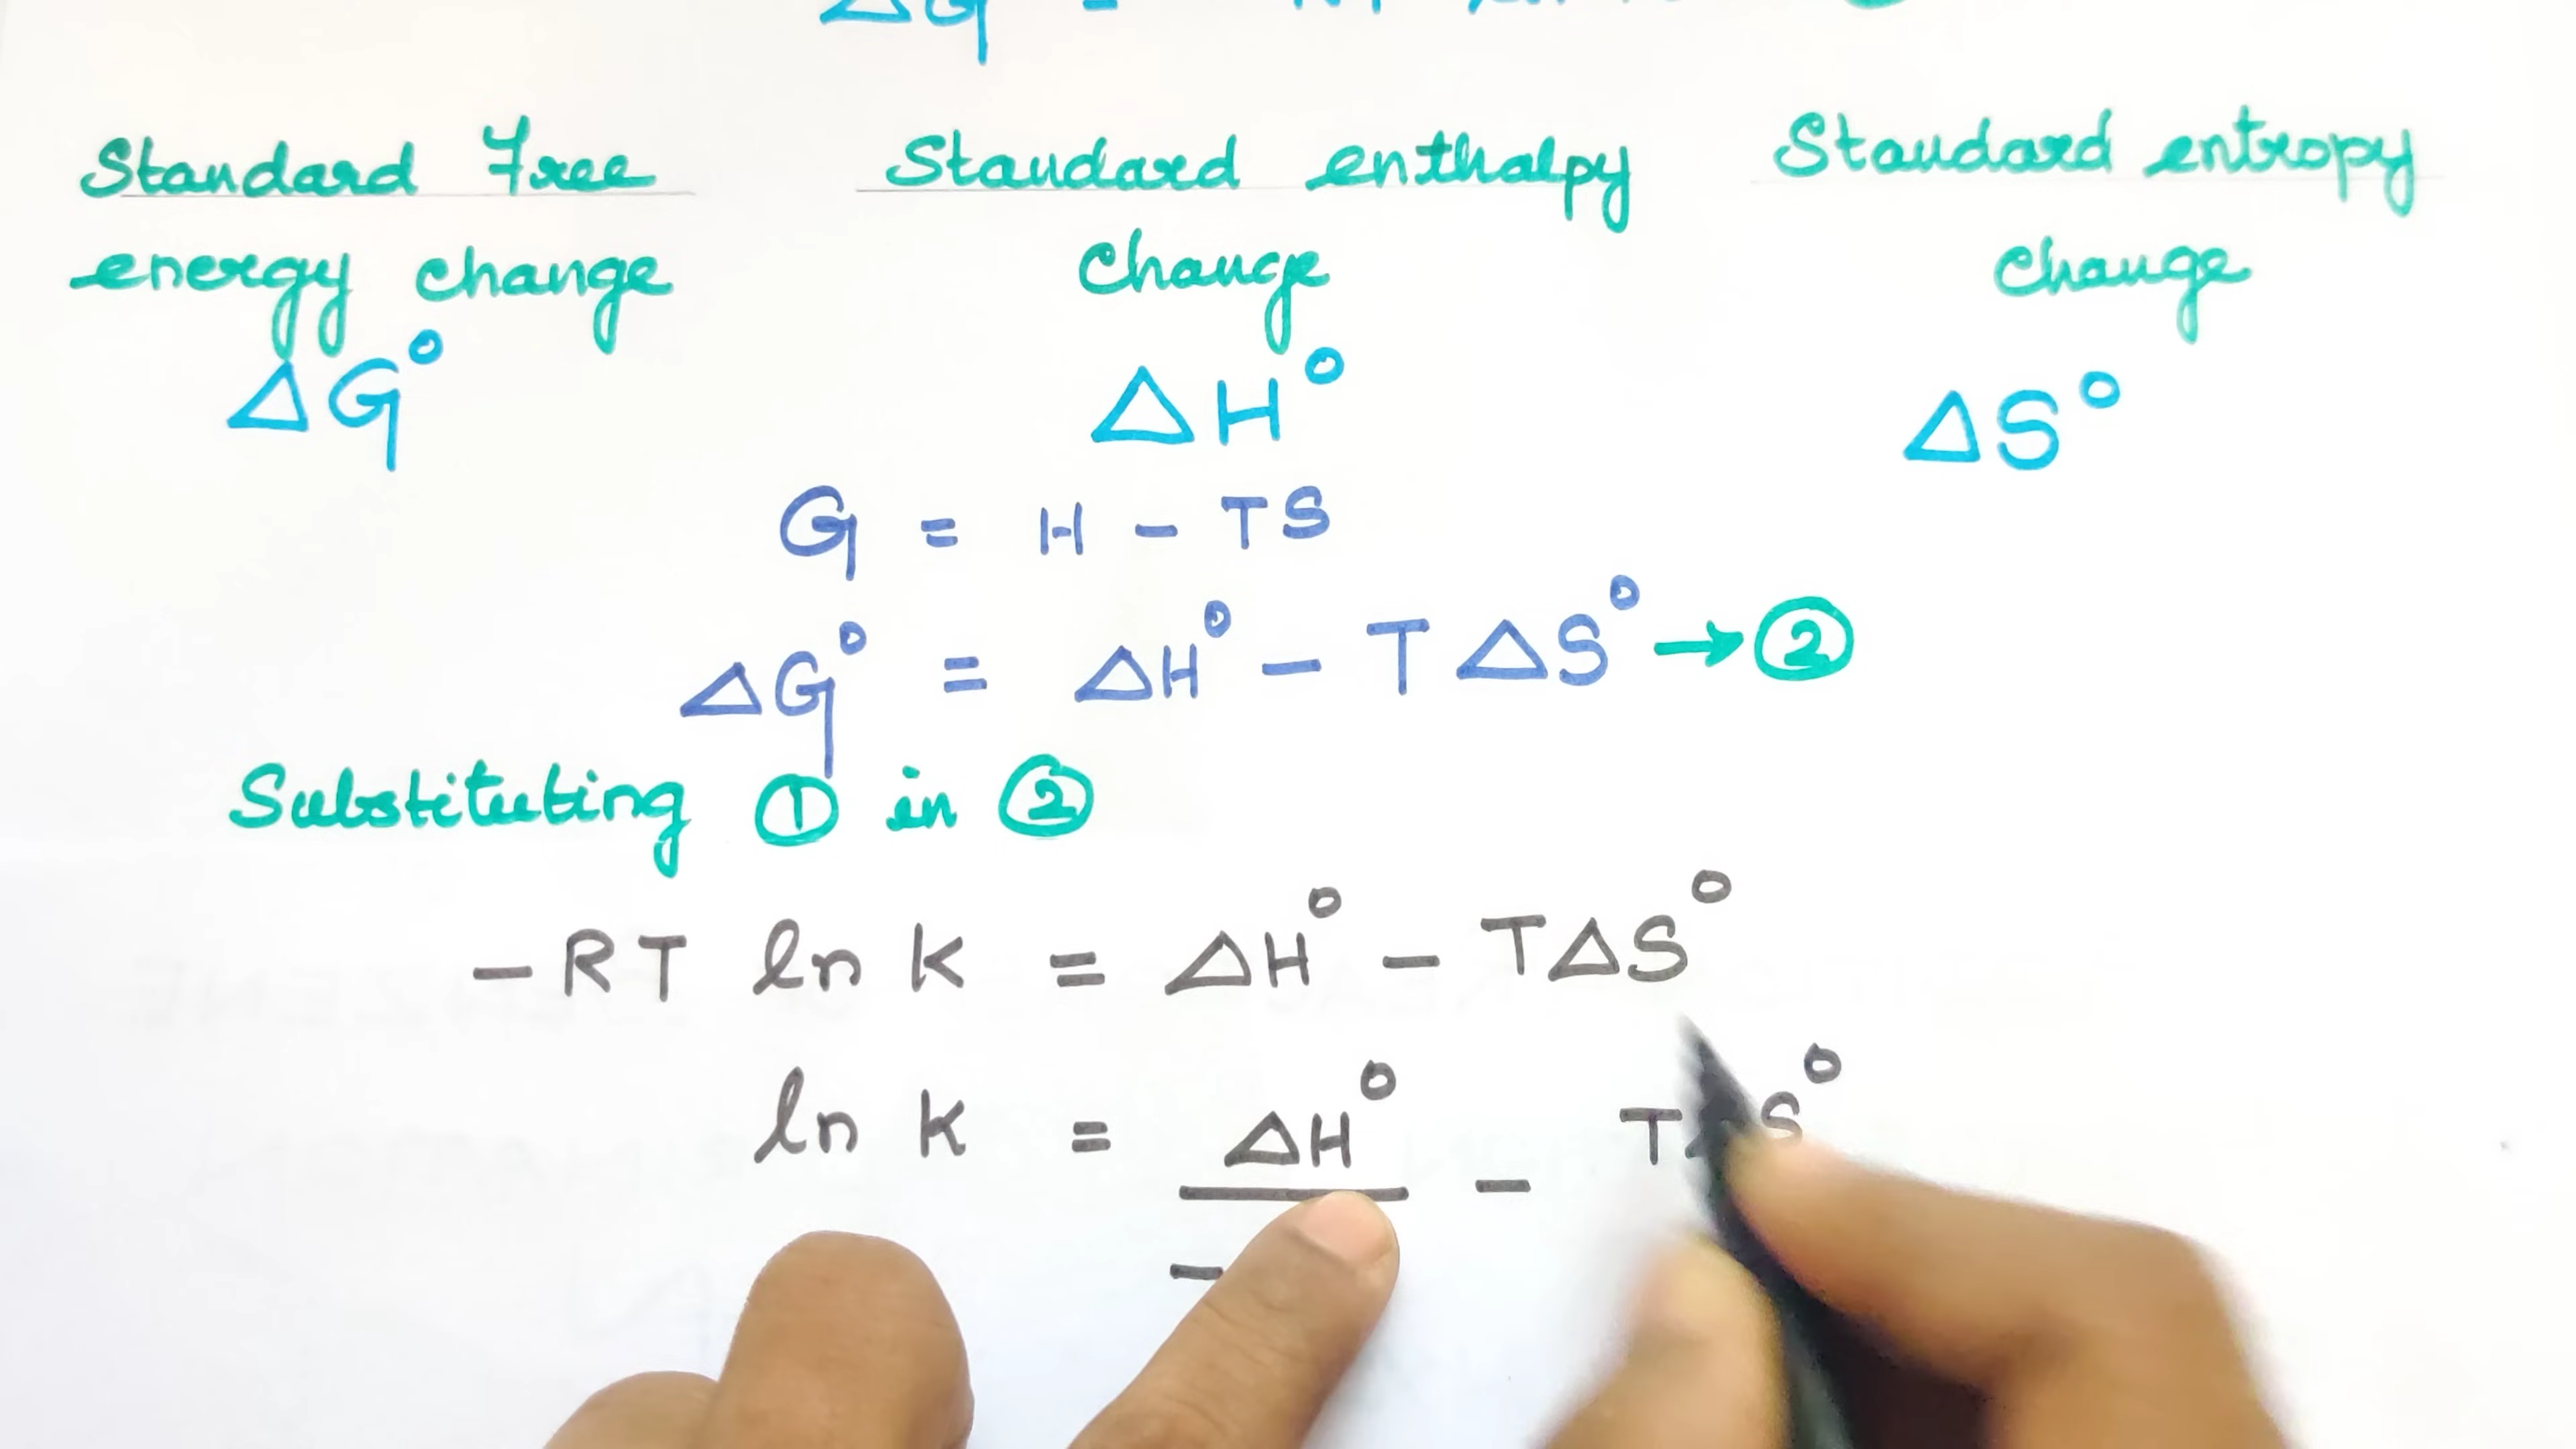 Standard Free Standard enthalpy Standard entropy
energy change Change Change
ΔG° ΔH° ΔS°
G = H - TS
ΔG° = ΔH° - TΔS° → ②
Substituting ① in ②
-RT ln K = ΔH° - TΔS°
ln K = ΔH° - TΔS°
-